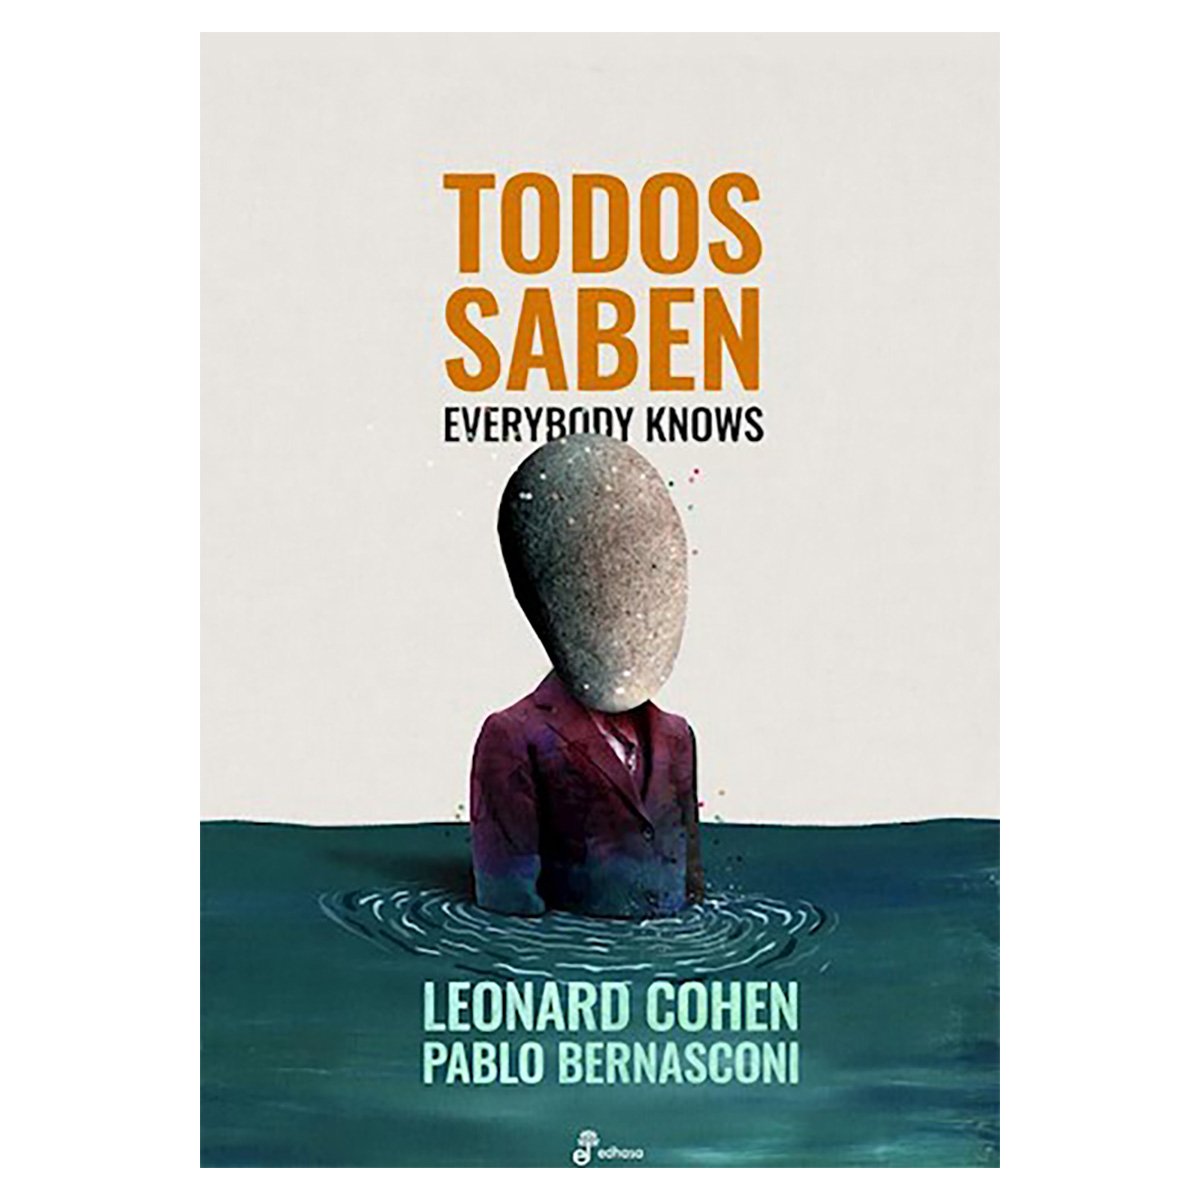 TODOS
SABEN
EVERYBODY KNOWS
LEONARD COHEN
PABLO BERNASCONI
edhasa